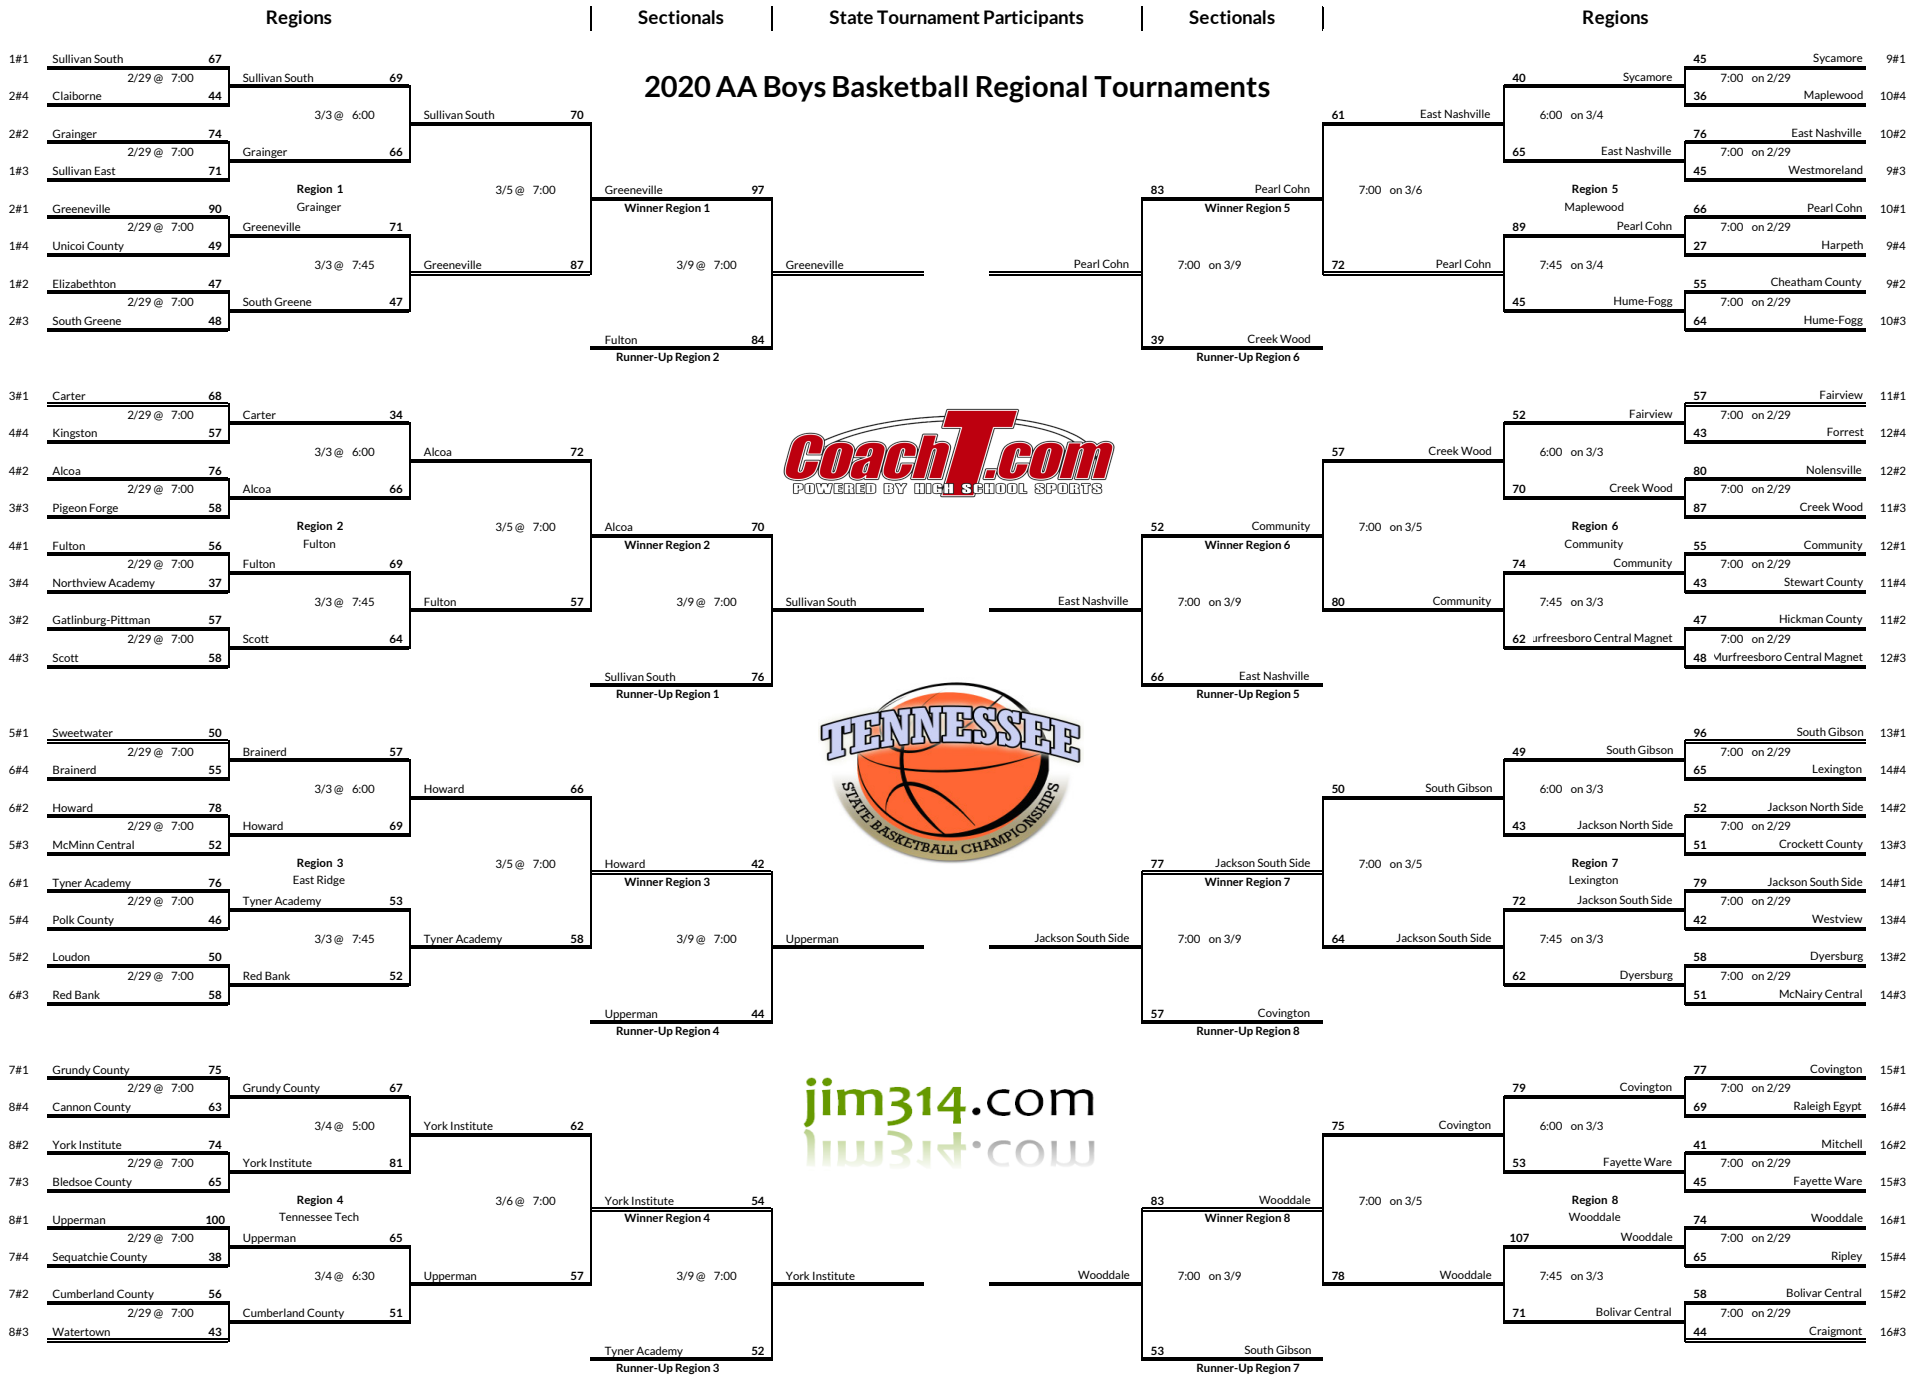 Regions Sectionals State Tournament Participants Sectionals Regions
2020 AA Boys Basketball Regional Tournaments
1#1 Sullivan South 67
2/29 @ 7:00
2#4 Claiborne 44
2#2 Grainger 74
2/29 @ 7:00
1#3 Sullivan East 71
2#1 Greeneville 90
2/29 @ 7:00
1#4 Unicoi County 49
1#2 Elizabethton 47
2/29 @ 7:00
2#3 South Greene 48
Sullivan South 69
3/3 @ 6:00
Grainger 66
Region 1
Grainger
Greeneville 71
3/3 @ 7:45
South Greene 47
Sullivan South 70
3/5 @ 7:00
Greeneville 87
3#1 Carter 68
2/29 @ 7:00
4#4 Kingston 57
4#2 Alcoa 76
2/29 @ 7:00
3#3 Pigeon Forge 58
4#1 Fulton 56
2/29 @ 7:00
3#4 Northview Academy 37
3#2 Gatlinburg-Pittman 57
2/29 @ 7:00
4#3 Scott 58
Carter 34
3/3 @ 6:00
Alcoa 66
Region 2
Fulton
Fulton 69
3/3 @ 7:45
Scott 64
Alcoa 72
3/5 @ 7:00
Fulton 57
5#1 Sweetwater 50
2/29 @ 7:00
6#4 Brainerd 55
6#2 Howard 78
2/29 @ 7:00
5#3 McMinn Central 52
6#1 Tyner Academy 76
2/29 @ 7:00
5#4 Polk County 46
5#2 Loudon 50
2/29 @ 7:00
6#3 Red Bank 58
Brainerd 57
3/3 @ 6:00
Howard 69
Region 3
East Ridge
Tyner Academy 53
3/3 @ 7:45
Red Bank 52
Howard 66
3/5 @ 7:00
Tyner Academy 58
7#1 Grundy County 75
2/29 @ 7:00
8#4 Cannon County 63
8#2 York Institute 74
2/29 @ 7:00
7#3 Bledsoe County 65
8#1 Upperman 100
2/29 @ 7:00
7#4 Sequatchie County 38
7#2 Cumberland County 56
2/29 @ 7:00
8#3 Watertown 43
Grundy County 67
3/4 @ 5:00
York Institute 81
Region 4
Tennessee Tech
Upperman 65
3/4 @ 6:30
Cumberland County 51
York Institute 62
3/6 @ 7:00
Upperman 57
Greeneville 97
Winner Region 1
3/9 @ 7:00
Fulton 84
Runner-Up Region 2
Alcoa 70
Winner Region 2
3/9 @ 7:00
Sullivan South 76
Runner-Up Region 1
Howard 42
Winner Region 3
3/9 @ 7:00
Upperman 44
Runner-Up Region 4
York Institute 54
Winner Region 4
3/9 @ 7:00
Tyner Academy 52
Runner-Up Region 3
Greeneville
Pearl Cohn
CoachT.com
POWERED BY HIGH SCHOOL SPORTS
Sullivan South
East Nashville
TENNESSEE
STATE BASKETBALL CHAMPIONSHIPS
Upperman
Jackson South Side
jim314.com
York Institute
Wooddale
83 Pearl Cohn
Winner Region 5
7:00 on 3/9
39 Creek Wood
Runner-Up Region 6
52 Community
Winner Region 6
7:00 on 3/9
66 East Nashville
Runner-Up Region 5
77 Jackson South Side
Winner Region 7
7:00 on 3/9
57 Covington
Runner-Up Region 8
83 Wooddale
Winner Region 8
7:00 on 3/9
53 South Gibson
Runner-Up Region 7
61 East Nashville
7:00 on 3/6
72 Pearl Cohn
40 Sycamore
6:00 on 3/4
65 East Nashville
Region 5
Maplewood
89 Pearl Cohn
7:45 on 3/4
45 Hume-Fogg
45 Sycamore 9#1
7:00 on 2/29
36 Maplewood 10#4
76 East Nashville 10#2
7:00 on 2/29
45 Westmoreland 9#3
66 Pearl Cohn 10#1
7:00 on 2/29
27 Harpeth 9#4
55 Cheatham County 9#2
7:00 on 2/29
64 Hume-Fogg 10#3
57 Creek Wood
7:00 on 3/5
80 Community
52 Fairview
6:00 on 3/3
70 Creek Wood
Region 6
Community
74 Community
7:45 on 3/3
62 urfreesboro Central Magnet
57 Fairview 11#1
7:00 on 2/29
43 Forrest 12#4
80 Nolensville 12#2
7:00 on 2/29
87 Creek Wood 11#3
55 Community 12#1
7:00 on 2/29
43 Stewart County 11#4
47 Hickman County 11#2
7:00 on 2/29
48 Murfreesboro Central Magnet 12#3
50 South Gibson
7:00 on 3/5
64 Jackson South Side
49 South Gibson
6:00 on 3/3
43 Jackson North Side
Region 7
Lexington
72 Jackson South Side
7:45 on 3/3
62 Dyersburg
96 South Gibson 13#1
7:00 on 2/29
65 Lexington 14#4
52 Jackson North Side 14#2
7:00 on 2/29
51 Crockett County 13#3
79 Jackson South Side 14#1
7:00 on 2/29
42 Westview 13#4
58 Dyersburg 13#2
7:00 on 2/29
51 McNairy Central 14#3
75 Covington
7:00 on 3/5
78 Wooddale
79 Covington
6:00 on 3/3
53 Fayette Ware
Region 8
Wooddale
107 Wooddale
7:45 on 3/3
71 Bolivar Central
77 Covington 15#1
7:00 on 2/29
69 Raleigh Egypt 16#4
41 Mitchell 16#2
7:00 on 2/29
45 Fayette Ware 15#3
74 Wooddale 16#1
7:00 on 2/29
65 Ripley 15#4
58 Bolivar Central 15#2
7:00 on 2/29
44 Craigmont 16#3